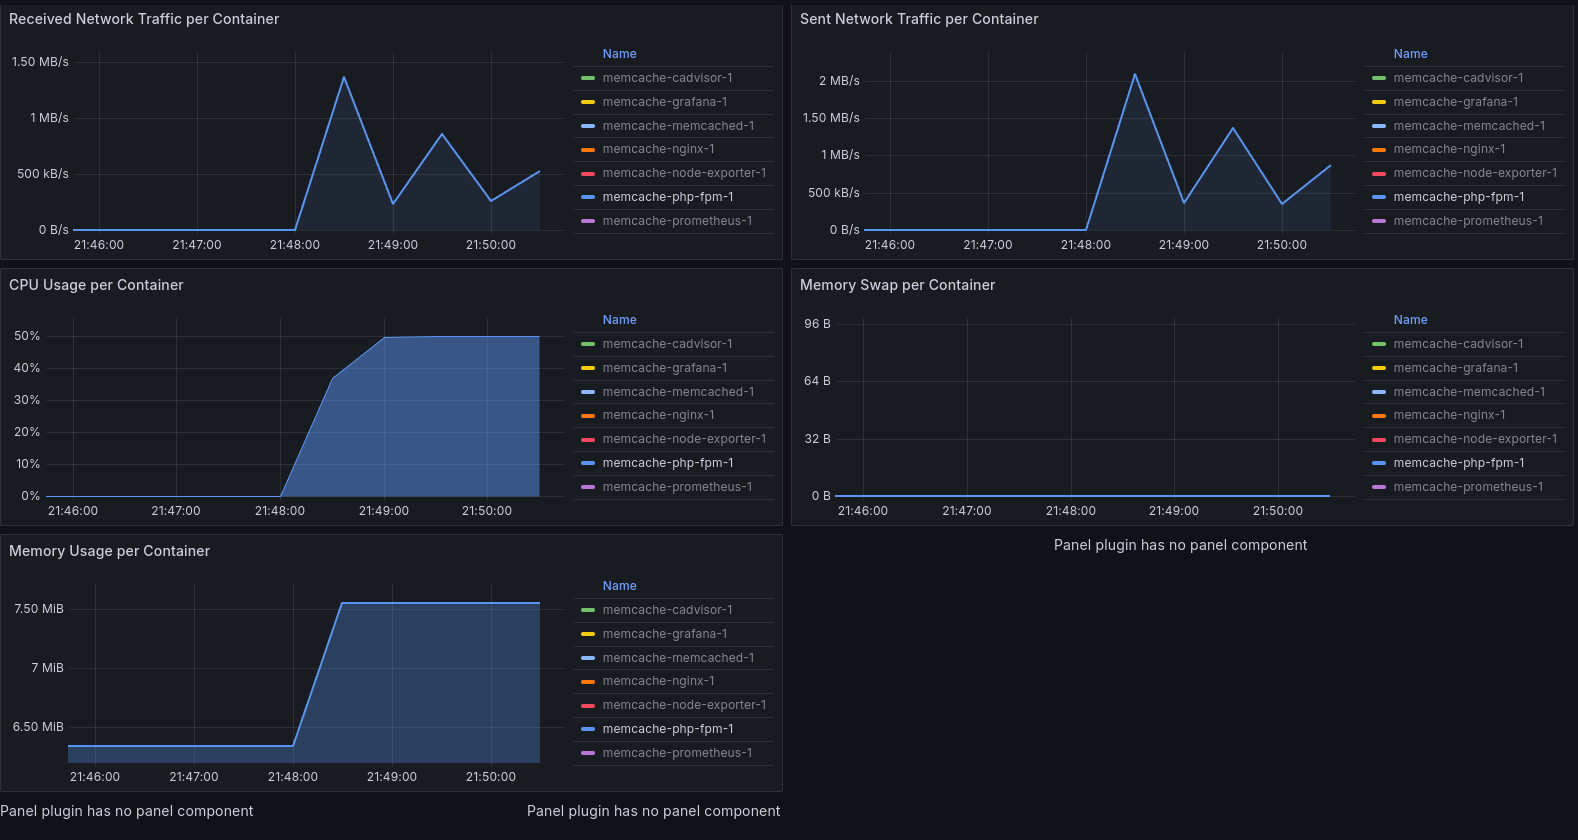 Received Network Traffic per Container
1.50 MB/s
1 MB/s
500 kB/s
0 B/s
21:46:00 21:47:00 21:48:00 21:49:00 21:50:00
Name
memcache-cadvisor-1
memcache-grafana-1
memcache-memcached-1
memcache-nginx-1
memcache-node-exporter-1
memcache-php-fpm-1
memcache-prometheus-1
Sent Network Traffic per Container
2 MB/s
1.50 MB/s
1 MB/s
500 kB/s
0 B/s
21:46:00 21:47:00 21:48:00 21:49:00 21:50:00
Name
memcache-cadvisor-1
memcache-grafana-1
memcache-memcached-1
memcache-nginx-1
memcache-node-exporter-1
memcache-php-fpm-1
memcache-prometheus-1
CPU Usage per Container
50%
40%
30%
20%
10%
0%
21:46:00 21:47:00 21:48:00 21:49:00 21:50:00
Name
memcache-cadvisor-1
memcache-grafana-1
memcache-memcached-1
memcache-nginx-1
memcache-node-exporter-1
memcache-php-fpm-1
memcache-prometheus-1
Memory Swap per Container
96 B
64 B
32 B
0 B
21:46:00 21:47:00 21:48:00 21:49:00 21:50:00
Name
memcache-cadvisor-1
memcache-grafana-1
memcache-memcached-1
memcache-nginx-1
memcache-node-exporter-1
memcache-php-fpm-1
memcache-prometheus-1
Memory Usage per Container
7.50 MiB
7 MiB
6.50 MiB
21:46:00 21:47:00 21:48:00 21:49:00 21:50:00
Name
memcache-cadvisor-1
memcache-grafana-1
memcache-memcached-1
memcache-nginx-1
memcache-node-exporter-1
memcache-php-fpm-1
memcache-prometheus-1
Panel plugin has no panel component
Panel plugin has no panel component
Panel plugin has no panel component